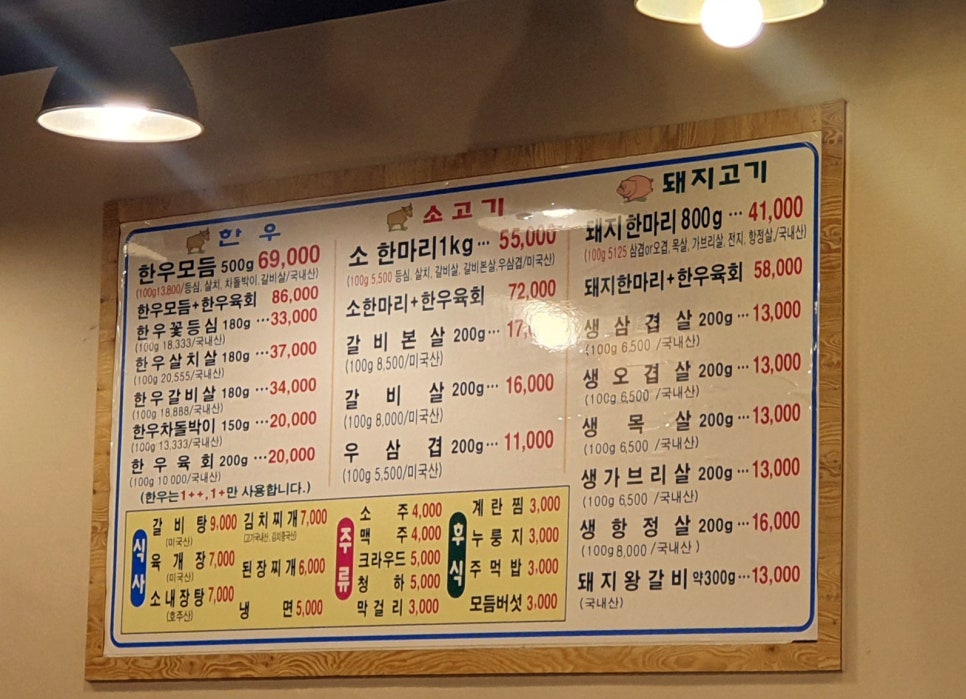 한우
한우모듬 500g 69,000
(100g13,800/등심, 살치, 차돌박이, 갈비살/국내산)
한우모듬+한우육회 86,000
한우꽃등심 180g ···33,000
(100g 18,333/국내산)
한우살치살 180g ···37,000
(100g 20,555/국내산)
한우갈비살 180g ···34,000
(100g 18,888/국내산)
한우차돌박이 150g ···20,000
(100g 13,333/국내산)
한우육회 200g ···20,000
(100g 10 000/국내산)
(한우는1++,1+만 사용합니다.)
소고기
소 한마리1kg··· 55,000
(100g 5,500 등심, 살치, 갈비살, 갈비본살,우삼겹/미국산)
소한마리+한우육회 72,000
갈비본살 200g···
(100g 8,500/미국산)
갈비살 200g··· 16,000
(100g 8,000/미국산)
우삼겹 200g··· 11,000
(100g 5,500/미국산)
돼지고기
돼지한마리 800g ··· 41,000
(100g 5125 삼겹or오겹, 목살, 가브리살, 전지, 항정살/국내산)
돼지한마리+한우육회 58,000
생삼겹살 200g···13,000
(100g 6,500 /국내산)
생오겹살 200g···13,000
(100g 6,500 /국내산)
생목살 200g···13,000
(100g 6,500 /국내산)
생가브리살 200g···13,000
(100g 6,500 /국내산)
생항정살 200g···16,000
(100g 8,000 /국내산 )
돼지왕갈비 약300g···13,000
(국내산)
식사
갈비탕 9,000
(미국산)
육개장 7,000
(미국산)
소내장탕 7,000
(호주산)
김치찌개 7,000
(고기국내산, 김치중국산)
된장찌개 6,000
냉면 5,000
주류
소주 4,000
맥주 4,000
크라우드 5,000
청하 5,000
막걸리 3,000
후식
계란찜 3,000
누룽지 3,000
주먹밥 3,000
모듬버섯 3,000